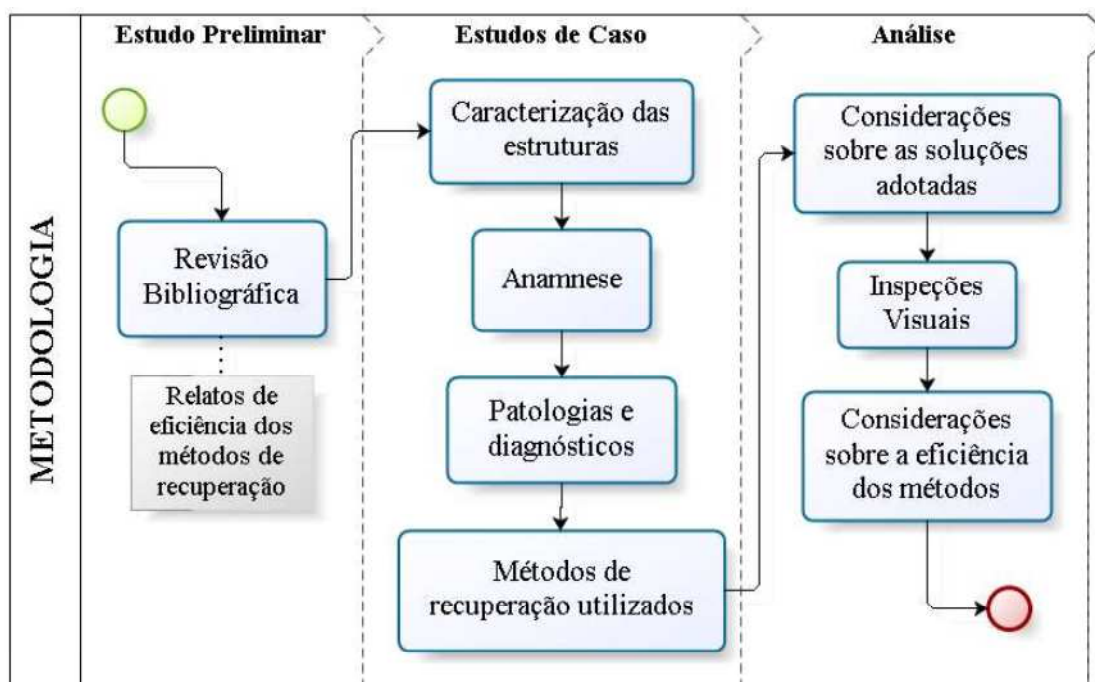 METODOLOGIA
Estudo Preliminar
Revisão
Bibliográfica
Relatos de
eficiência dos
métodos de
recuperação
Estudos de Caso
Caracterização das
estruturas
Anamnese
Patologias e
diagnósticos
Métodos de
recuperação utilizados
Análise
Considerações
sobre as soluções
adotadas
Inspeções
Visuais
Considerações
sobre a eficiência
dos métodos